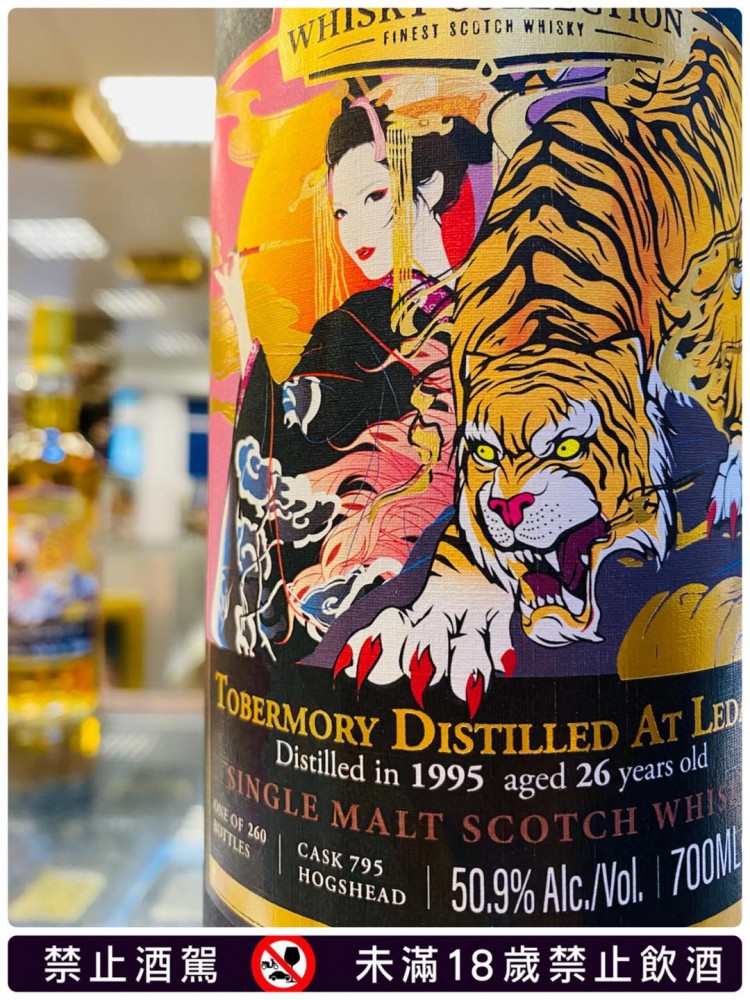 WHISKY COLLECTION
FINEST SCOTCH WHISKY
TOBERMORY DISTILLED AT
Distilled in 1995 aged 26 years old
SINGLE MALT SCOTCH
ONE OF 260
BOTTLES
CASK 795
HOGSHEAD
50.9% Alc./Vol.
700ML
禁止酒駕
未滿18歲禁止飲酒